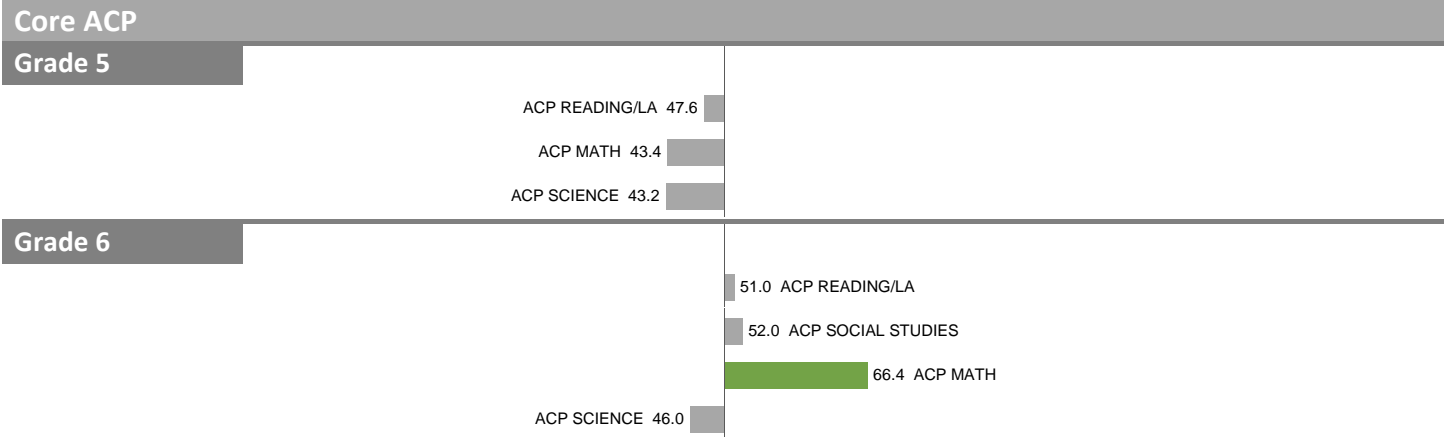 Core ACP
Grade 5
ACP READING/LA 47.6
ACP MATH 43.4
ACP SCIENCE 43.2
Grade 6
51.0 ACP READING/LA
52.0 ACP SOCIAL STUDIES
66.4 ACP MATH
ACP SCIENCE 46.0